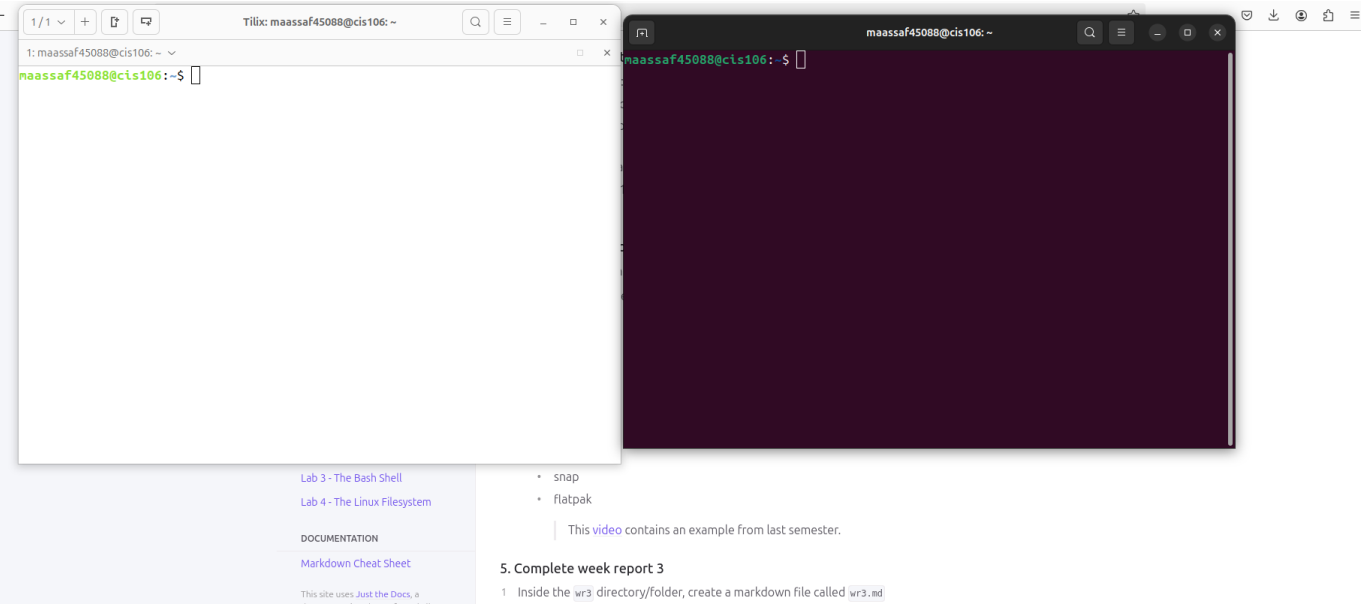 1 / 1
Tilix: maassaf45088@cis106: ~
1: maassaf45088@cis106: ~
maassaf45088@cis106:~$
maassaf45088@cis106: ~
maassaf45088@cis106:~$
Lab 3 - The Bash Shell
Lab 4 - The Linux Filesystem
DOCUMENTATION
Markdown Cheat Sheet
This site uses Just the Docs, a
• snap
• flatpak
This video contains an example from last semester.
5. Complete week report 3
1 Inside the wr3 directory/folder, create a markdown file called wr3.md